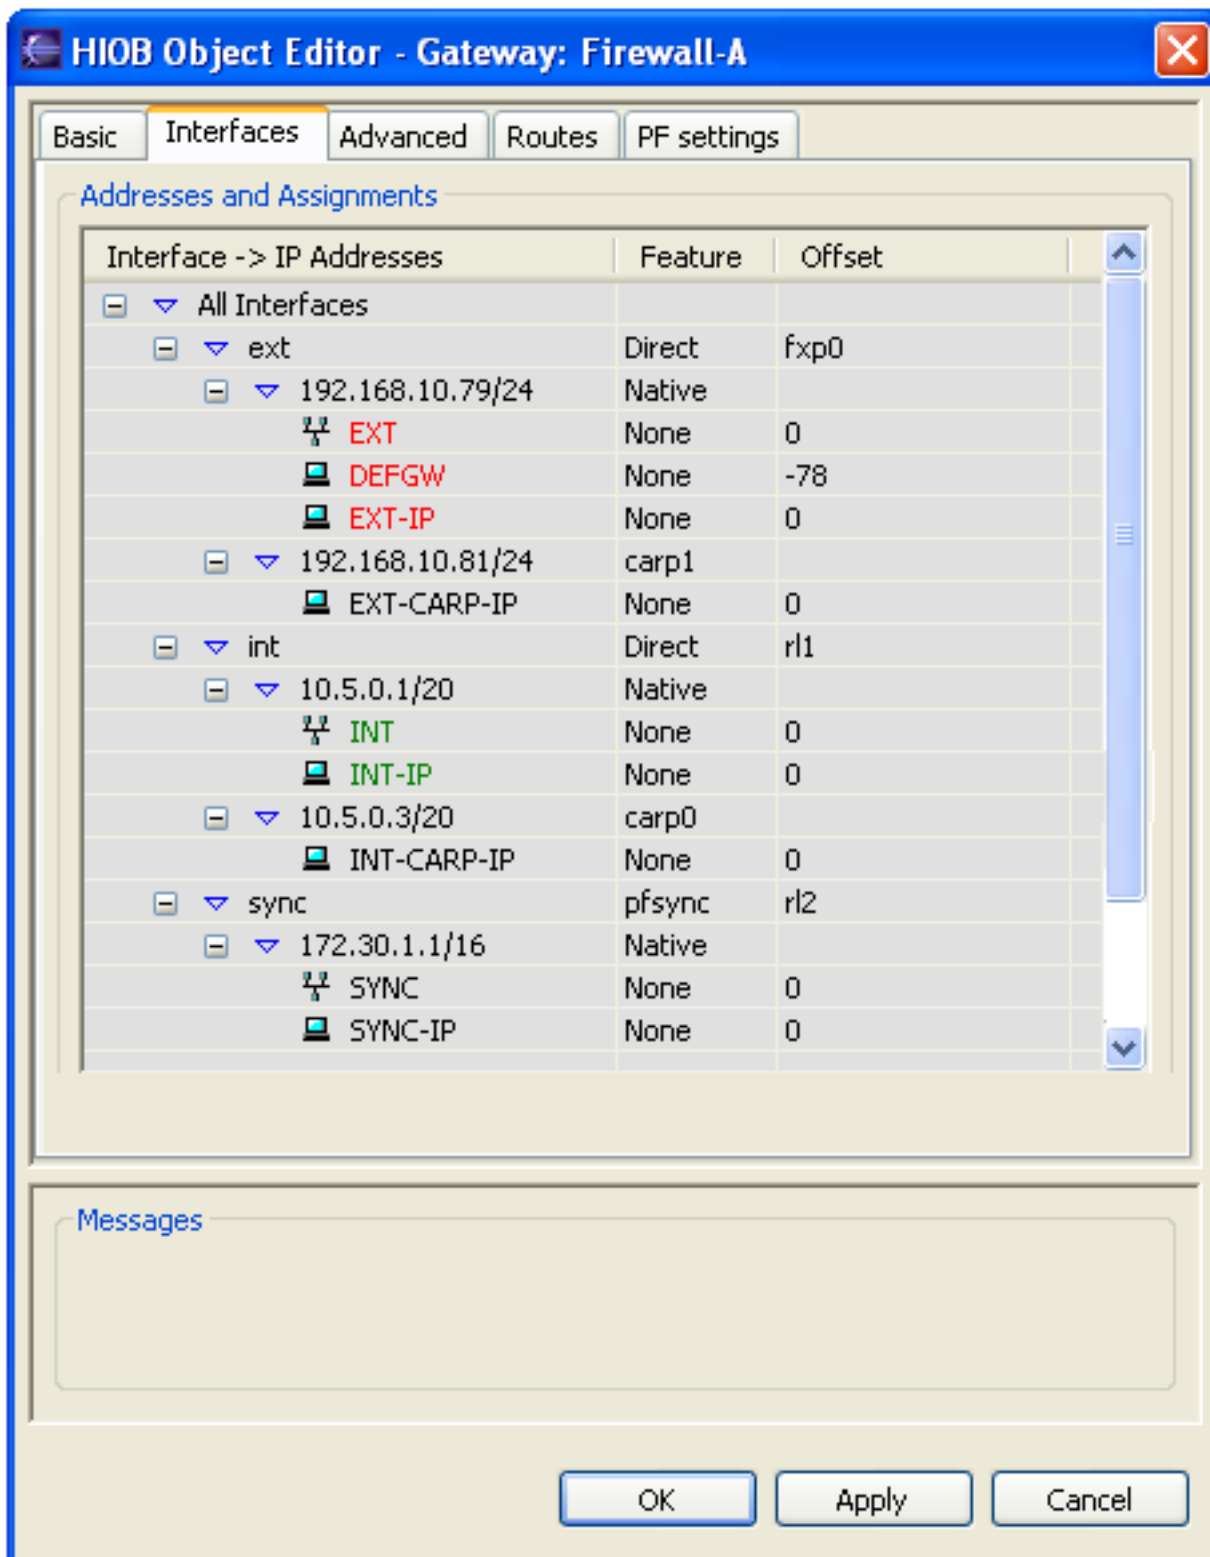 HIOB Object Editor - Gateway: Firewall-A
Basic Interfaces Advanced Routes PF settings
Addresses and Assignments
Interface -> IP Addresses Feature Offset
All Interfaces
ext Direct fxp0
192.168.10.79/24 Native
EXT None 0
DEFGW None -78
EXT-IP None 0
192.168.10.81/24 carp1
EXT-CARP-IP None 0
int Direct rl1
10.5.0.1/20 Native
INT None 0
INT-IP None 0
10.5.0.3/20 carp0
INT-CARP-IP None 0
sync pfsync rl2
172.30.1.1/16 Native
SYNC None 0
SYNC-IP None 0
Messages
OK Apply Cancel